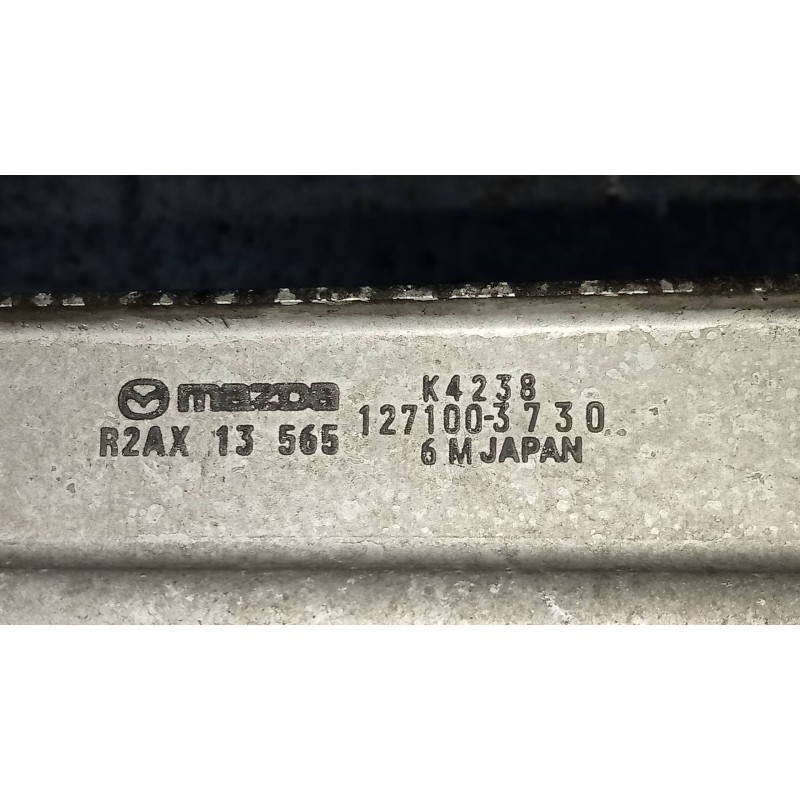 mazda
R2AX 13 565
K4238
127100-3730
6 M JAPAN